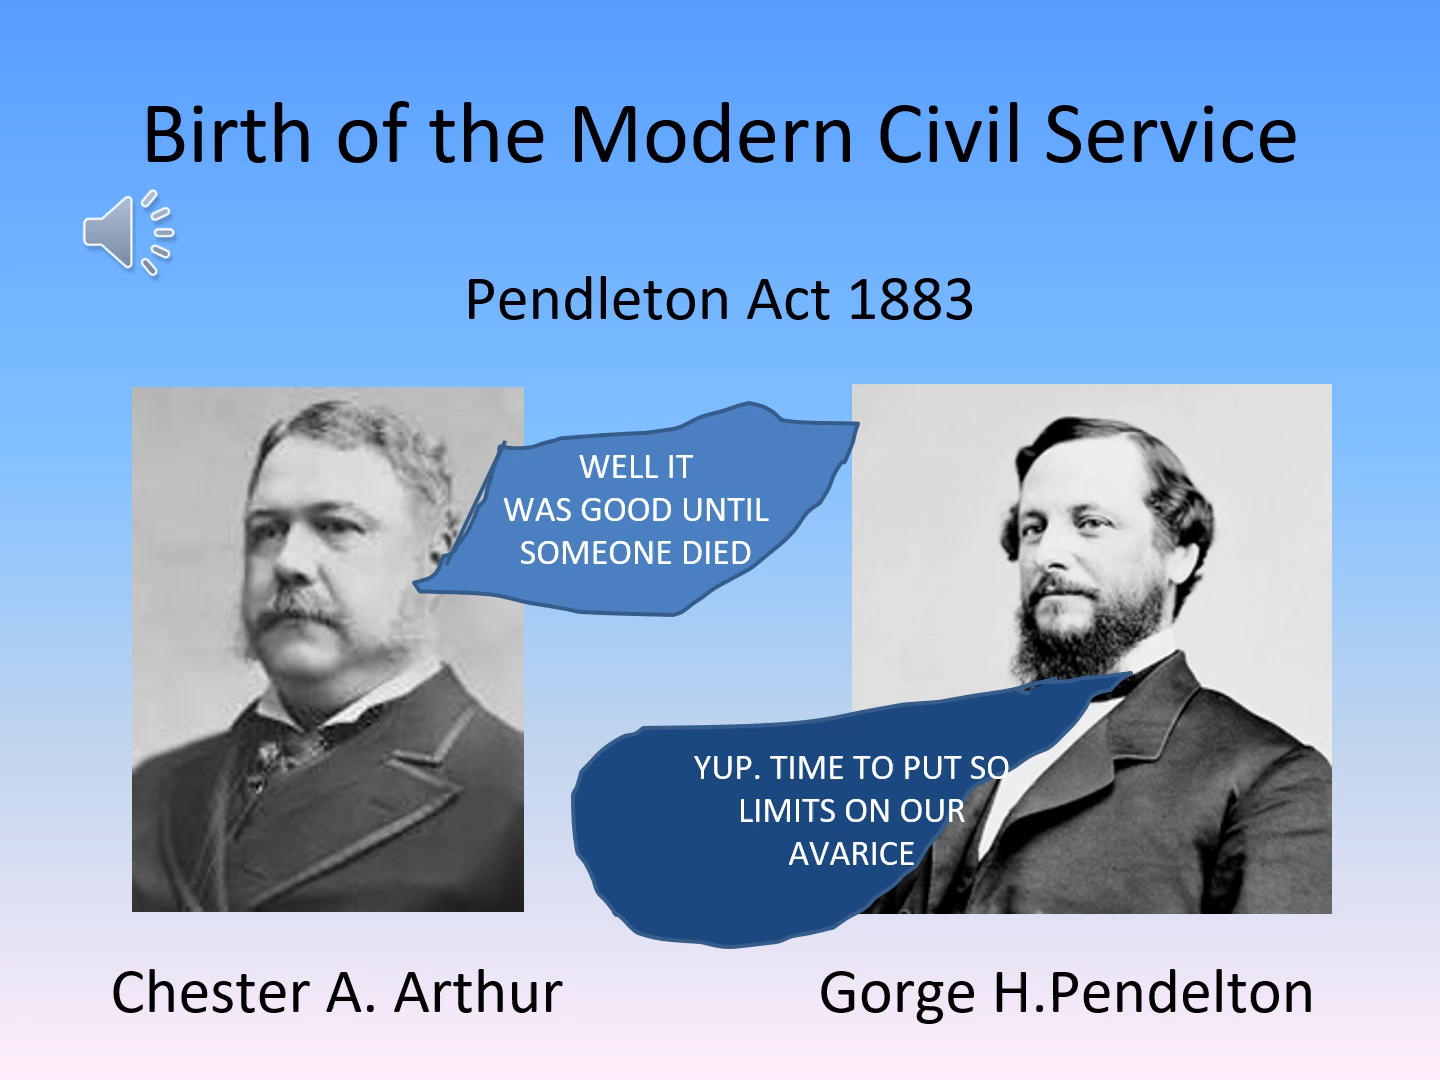 Birth of the Modern Civil Service
Pendleton Act 1883
WELL IT
WAS GOOD UNTIL
SOMEONE DIED
YUP. TIME TO PUT SO
LIMITS ON OUR
AVARICE
Chester A. Arthur
Gorge H.Pendelton